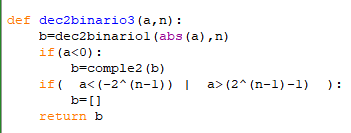 def dec2binario3(a,n):
    b=dec2binario1(abs(a),n)
    if(a<0):
        b=comple2(b)
    if(  a<(-2^(n-1)) |  a>(2^(n-1)-1)  ):
        b=[]
    return b